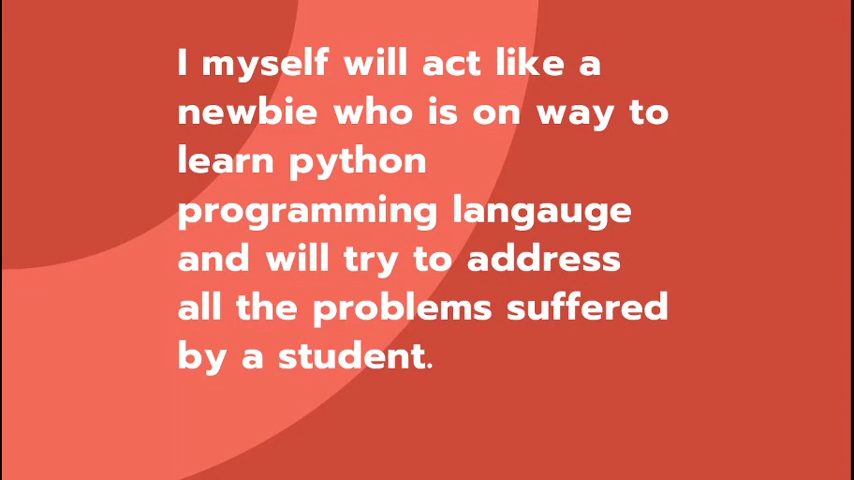 I myself will act like a
newbie who is on way to
learn python
programming langauge
and will try to address
all the problems suffered
by a student.